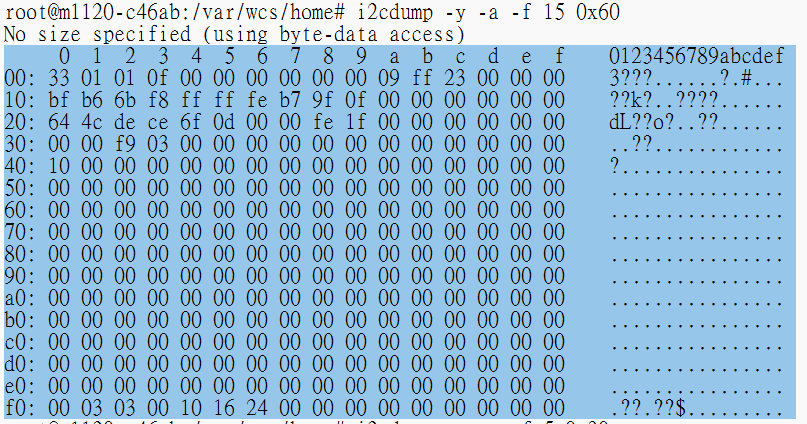 root@m1120-c46ab:/var/wcs/home# i2cdump -y -a -f 15 0x60
No size specified (using byte-data access)
     0  1  2  3  4  5  6  7  8  9  a  b  c  d  e  f    0123456789abcdef
00: 33 01 01 0f 00 00 00 00 00 00 09 ff 23 00 00 00    3???......?.#...
10: bf b6 6b f8 ff ff fe b7 9f 0f 00 00 00 00 00 00    ??k?..????......
20: 64 4c de ce 6f 0d 00 00 fe 1f 00 00 00 00 00 00    dL??o?..??......
30: 00 00 f9 03 00 00 00 00 00 00 00 00 00 00 00 00    ..??............
40: 10 00 00 00 00 00 00 00 00 00 00 00 00 00 00 00    ?...............
50: 00 00 00 00 00 00 00 00 00 00 00 00 00 00 00 00    ................
60: 00 00 00 00 00 00 00 00 00 00 00 00 00 00 00 00    ................
70: 00 00 00 00 00 00 00 00 00 00 00 00 00 00 00 00    ................
80: 00 00 00 00 00 00 00 00 00 00 00 00 00 00 00 00    ................
90: 00 00 00 00 00 00 00 00 00 00 00 00 00 00 00 00    ................
a0: 00 00 00 00 00 00 00 00 00 00 00 00 00 00 00 00    ................
b0: 00 00 00 00 00 00 00 00 00 00 00 00 00 00 00 00    ................
c0: 00 00 00 00 00 00 00 00 00 00 00 00 00 00 00 00    ................
d0: 00 00 00 00 00 00 00 00 00 00 00 00 00 00 00 00    ................
e0: 00 00 00 00 00 00 00 00 00 00 00 00 00 00 00 00    ................
f0: 00 03 03 00 10 16 24 00 00 00 00 00 00 00 00 00    .??.??$.........